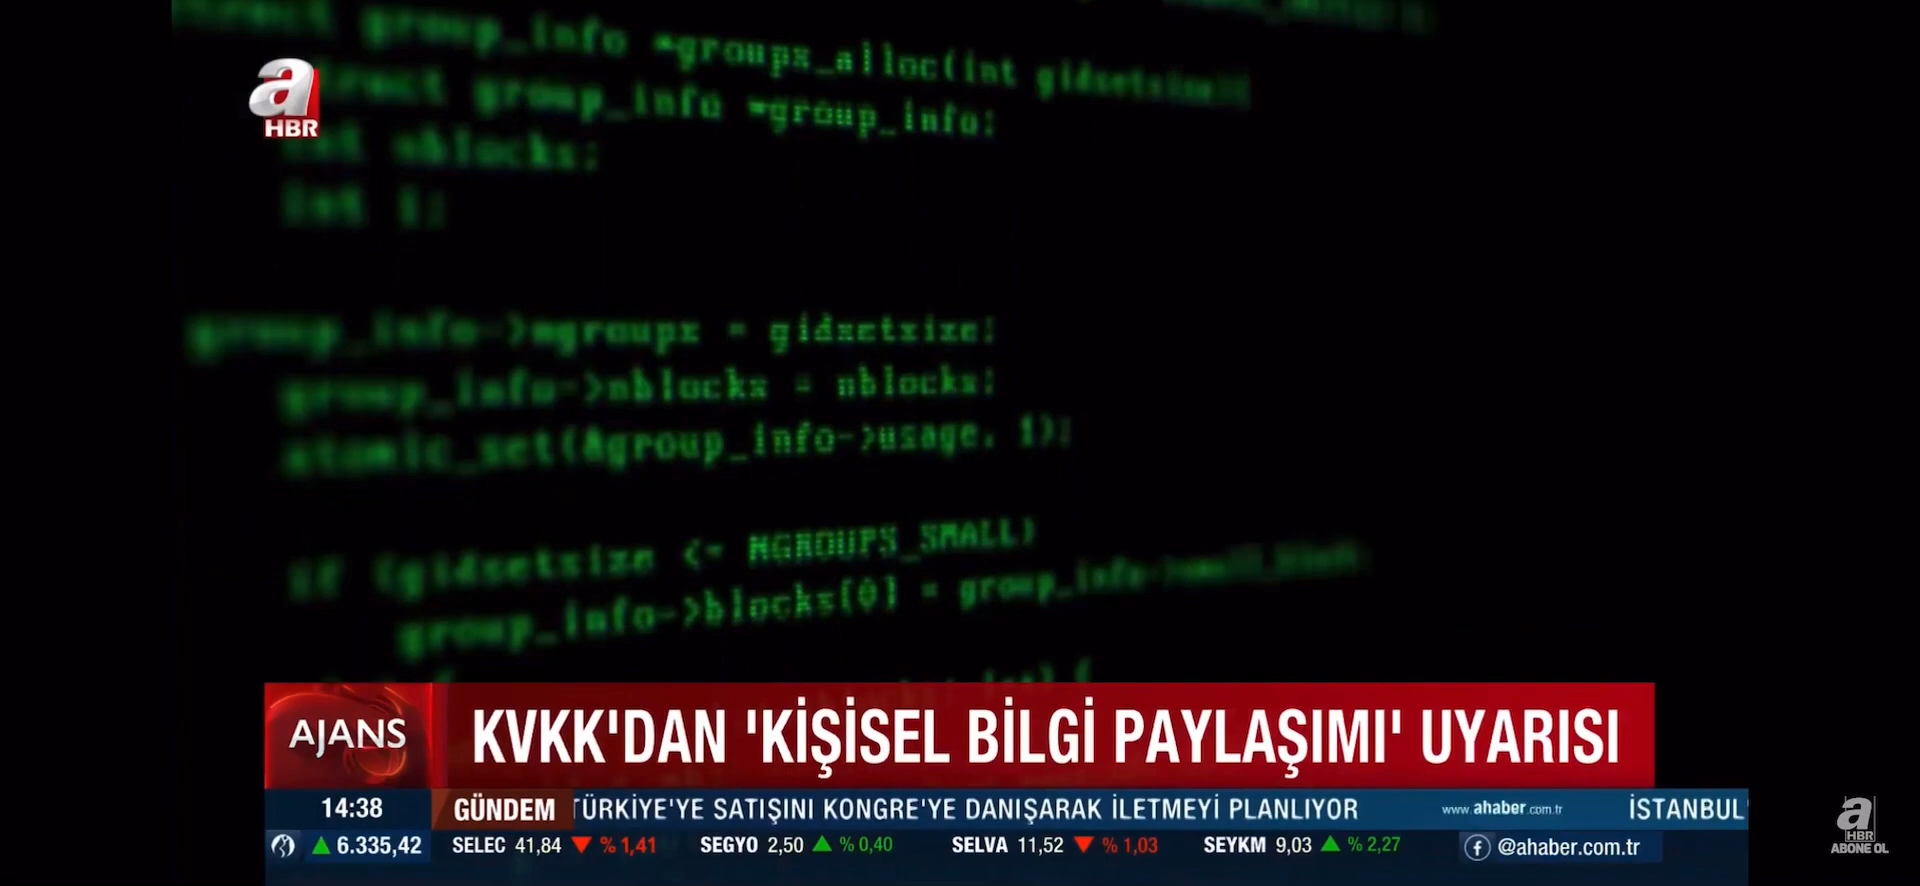 struct group_info *groups_alloc(int gidsetsize){
struct group_info *group_info;
int nblocks;
int i;
group_info->ngroups = gidsetsize;
group_info->nblocks = nblocks;
atomic_set(&group_info->usage, 1);
if (gidsetsize <= NGROUPS_SMALL)
group_info->blocks[0] = group_info->small_block;
a
HBR
AJANS
KVKK'DAN 'KİŞİSEL BİLGİ PAYLAŞIMI' UYARISI
14:38 GÜNDEM TÜRKİYE'YE SATIŞINI KONGRE'YE DANIŞARAK İLETMEYİ PLANLIYOR www.ahaber.com.tr İSTANBUL'
▲ 6.335,42 SELEC 41,84 ▼ % 1,41 SEGYO 2,50 ▲ % 0,40 SELVA 11,52 ▼ % 1,03 SEYKM 9,03 ▲ % 2,27 @ahaber.com.tr
a
HBR
ABONE OL